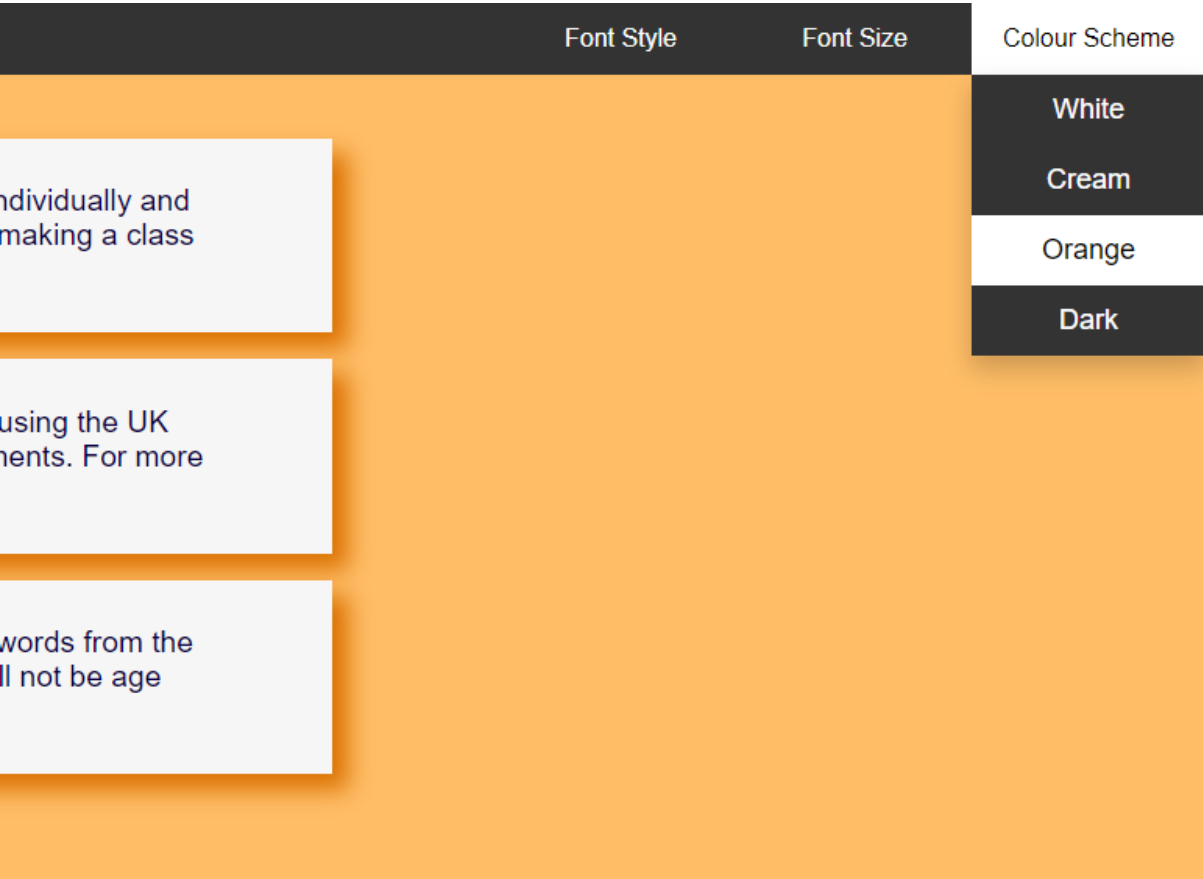 Font Style Font Size Colour Scheme
White
Cream
Orange
Dark
ndividually and
making a class
using the UK
nents. For more
words from the
ll not be age